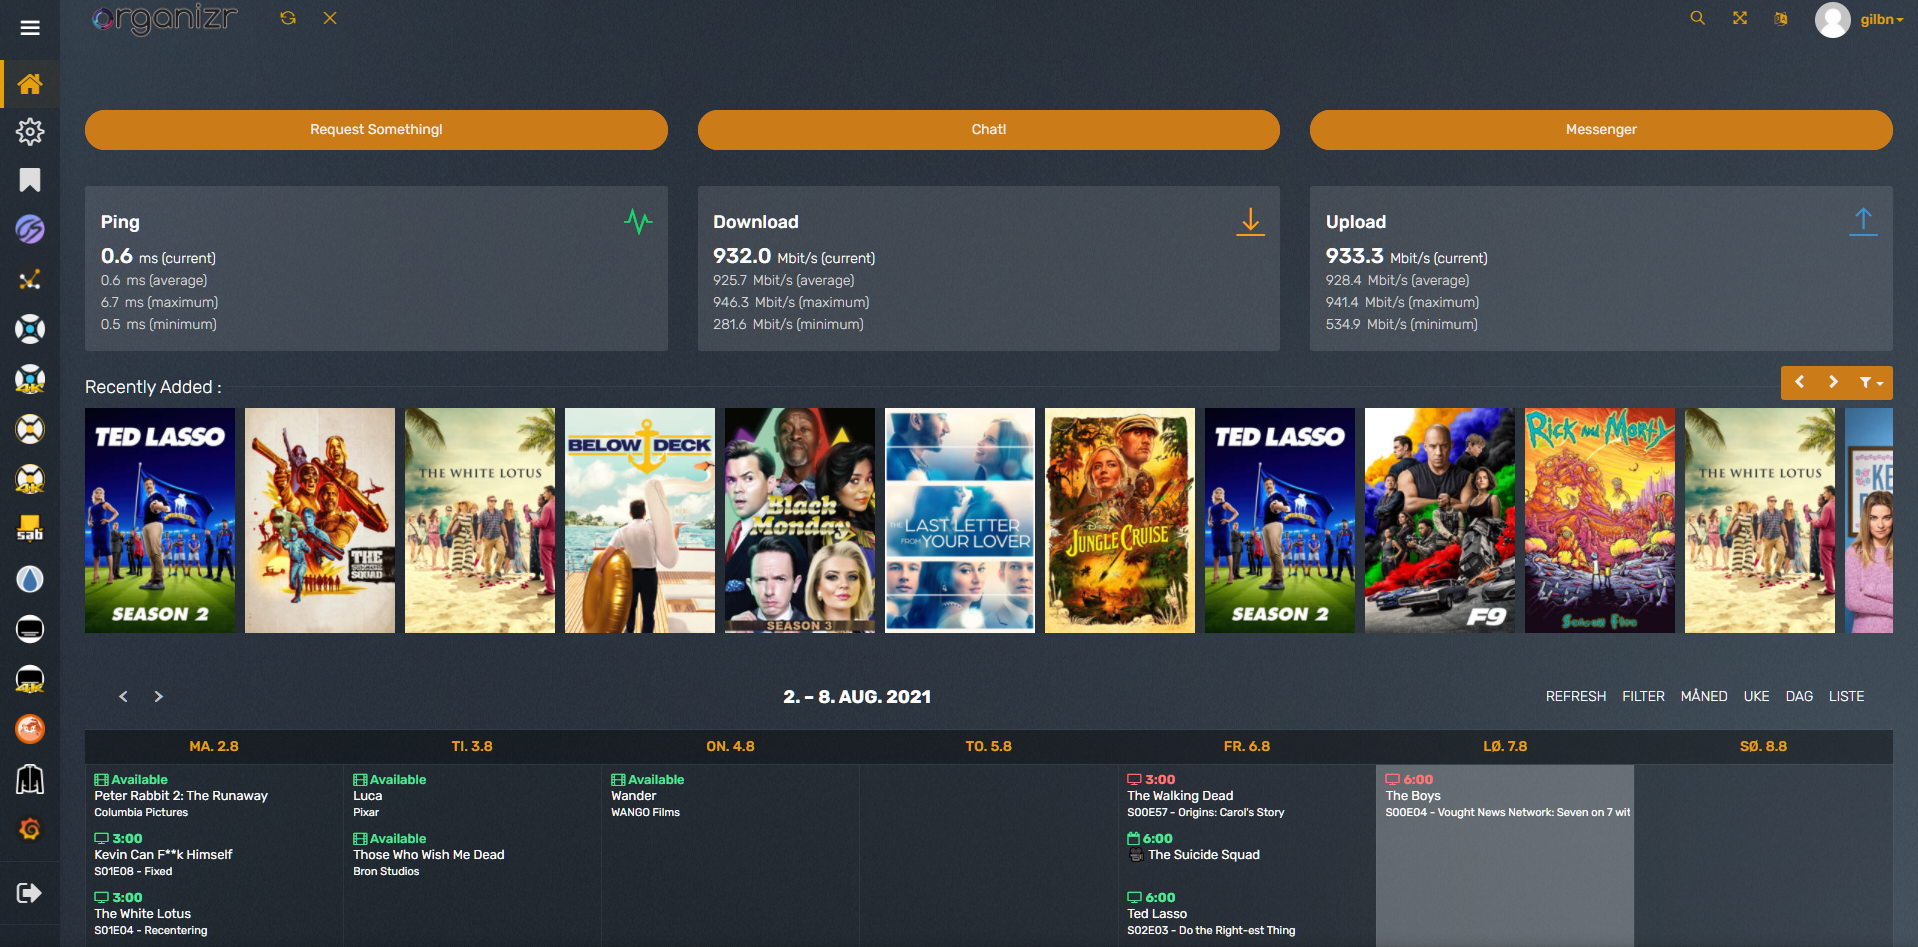 organizr
gilbn
Request Something!
Chat!
Messenger
Ping
0.6 ms (current)
0.6 ms (average)
6.7 ms (maximum)
0.5 ms (minimum)
Download
932.0 Mbit/s (current)
925.7 Mbit/s (average)
946.3 Mbit/s (maximum)
281.6 Mbit/s (minimum)
Upload
933.3 Mbit/s (current)
928.4 Mbit/s (average)
941.4 Mbit/s (maximum)
534.9 Mbit/s (minimum)
4K
4K
sab
4K
Recently Added :
TED LASSO
SEASON 2
THE SUICIDE SQUAD
THE WHITE LOTUS
BELOW DECK
Black Monday
SEASON 3
THE LAST LETTER FROM YOUR LOVER
Disney
JUNGLE CRUISE
TED LASSO
SEASON 2
F9
Rick and Morty
Season Five
THE WHITE LOTUS
KE
2. – 8. AUG. 2021
REFRESH FILTER MÅNED UKE DAG LISTE
MA. 2.8
TI. 3.8
ON. 4.8
TO. 5.8
FR. 6.8
LØ. 7.8
SØ. 8.8
Available
Peter Rabbit 2: The Runaway
Columbia Pictures
3:00
Kevin Can F**k Himself
S01E08 - Fixed
3:00
The White Lotus
S01E04 - Recentering
Available
Luca
Pixar
Available
Those Who Wish Me Dead
Bron Studios
Available
Wander
WANGO Films
3:00
The Walking Dead
S00E57 - Origins: Carol's Story
6:00
The Suicide Squad
6:00
Ted Lasso
S02E03 - Do the Right-est Thing
6:00
The Boys
S00E04 - Vought News Network: Seven on 7 wit